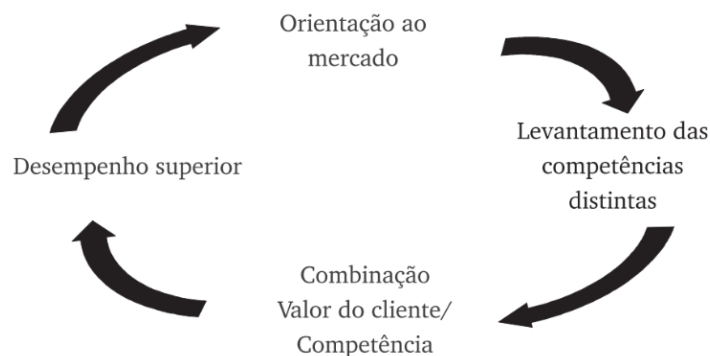 Orientação ao
mercado
Levantamento das
competências
distintas
Desempenho superior
Combinação
Valor do cliente/
Competência